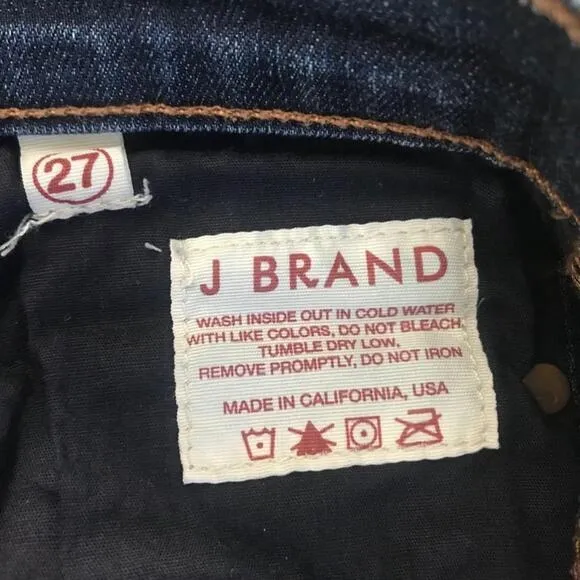 27
J BRAND
WASH INSIDE OUT IN COLD WATER
WITH LIKE COLORS, DO NOT BLEACH,
TUMBLE DRY LOW.
REMOVE PROMPTLY, DO NOT IRON
MADE IN CALIFORNIA, USA